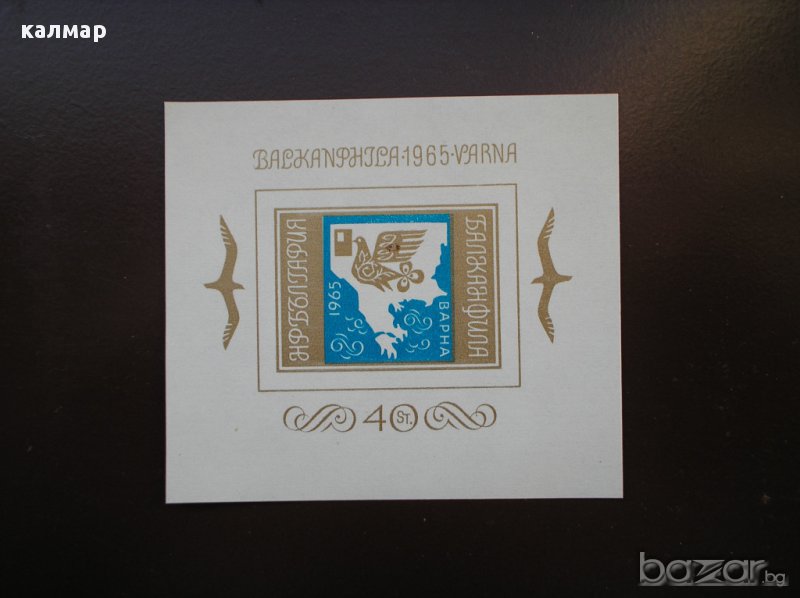 калмар
BALKANPHILA·1965·VARNA
НР БЪЛГАРИЯ
1965
ВАРНА
БАЛКАНФИЛА
40 ST.
bazar.bg